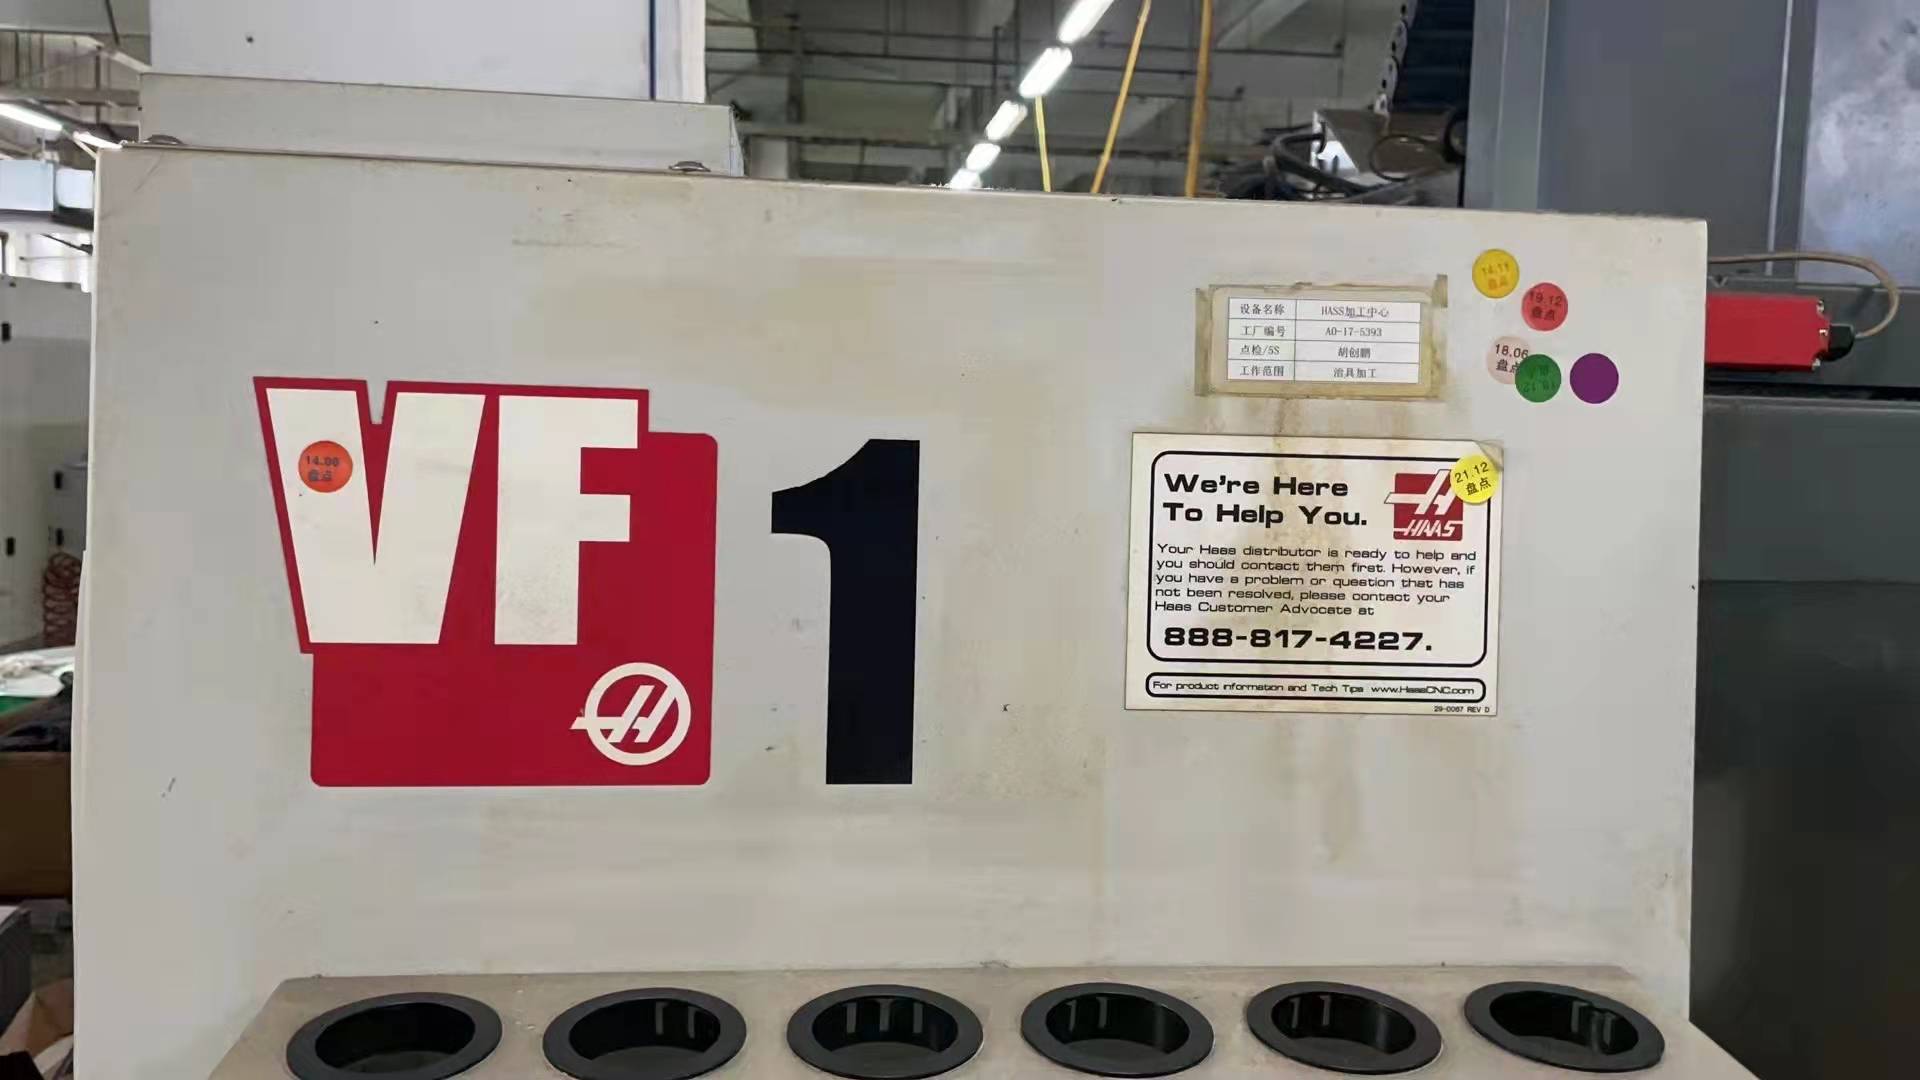 VF 1
14.06
盘点
设备名称 HASS加工中心
工厂编号 A0-17-5393
点检/5S 胡创鹏
工作范围 治具加工
14.11
盘点
19.12
盘点
18.06
盘点
We're Here
To Help You.
HAAS
21.12
盘点
Your Haas distributor is ready to help and
you should contact them first. However, if
you have a problem or question that has
not been resolved, please contact your
Haas Customer Advocate at
888-817-4227.
For product information and Tech Tips www.HaasCNC.com
29-0067 REV D